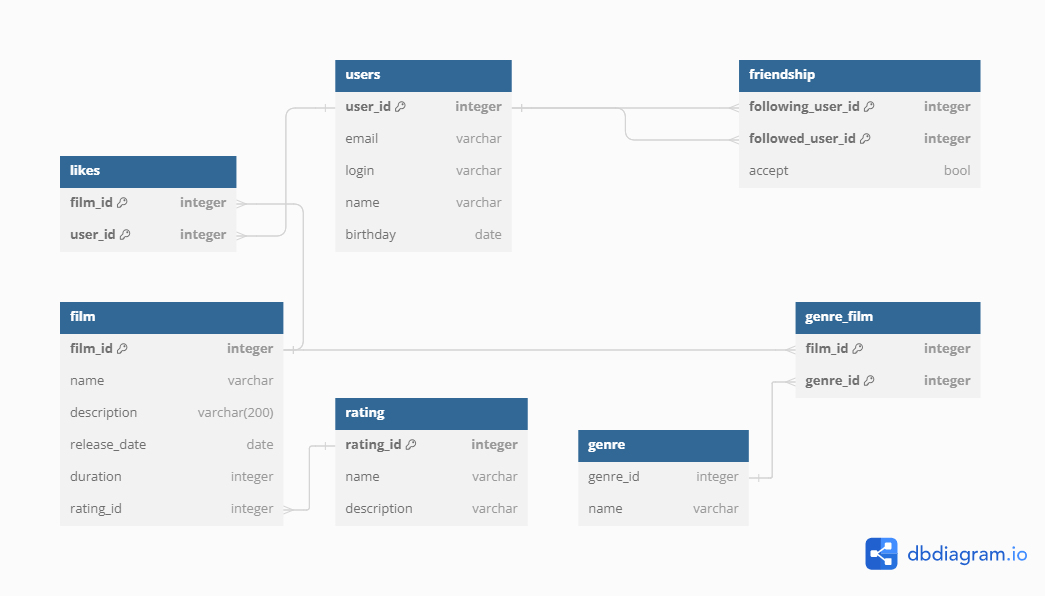 users
user_id integer
email varchar
login varchar
name varchar
birthday date
friendship
following_user_id integer
followed_user_id integer
accept bool
likes
film_id integer
user_id integer
film
film_id integer
name varchar
description varchar(200)
release_date date
duration integer
rating_id integer
rating
rating_id integer
name varchar
description varchar
genre
genre_id integer
name varchar
genre_film
film_id integer
genre_id integer
dbdiagram.io